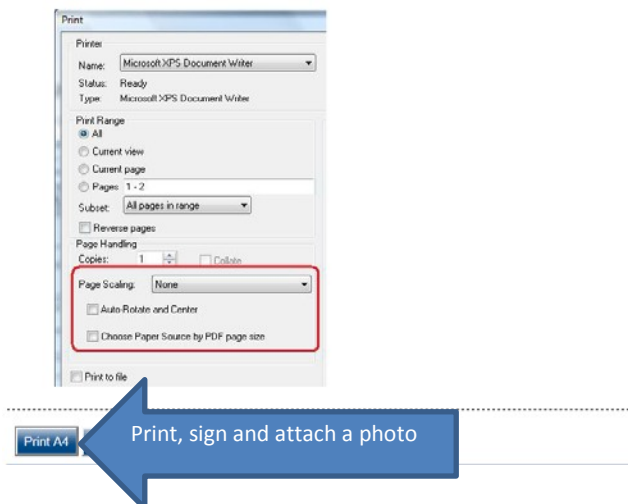 Print
Printer
Name: Microsoft XPS Document Writer
Status: Ready
Type: Microsoft XPS Document Writer
Print Range
All
Current view
Current page
Pages 1 - 2
Subset: All pages in range
Reverse pages
Page Handling
Copies: 1 Collate
Page Scaling: None
Auto-Rotate and Center
Choose Paper Source by PDF page size
Print to file
Print A4 Print, sign and attach a photo